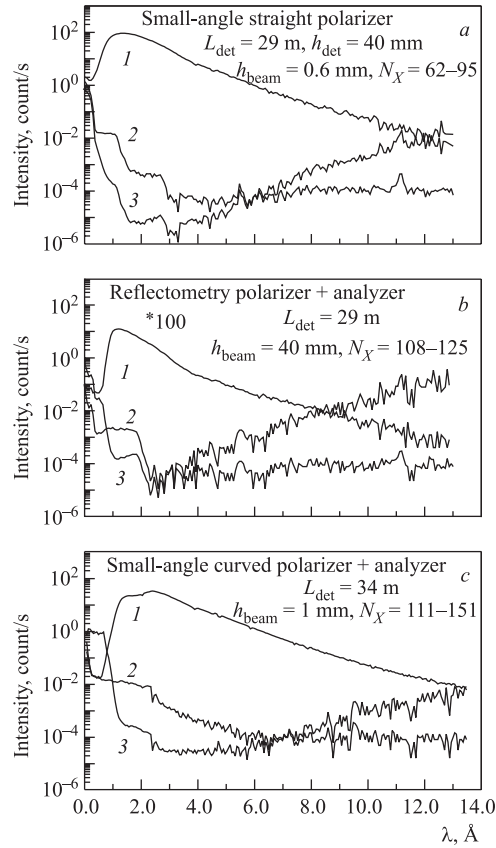 Small-angle straight polarizer
a
L_det = 29 m, h_det = 40 mm
h_beam = 0.6 mm, N_X = 62–95
Intensity, count/s
10^2
10^0
10^−2
10^−4
10^−6
1
2
3
Reflectometry polarizer + analyzer
b
*100
L_det = 29 m
h_beam = 40 mm, N_X = 108–125
Intensity, count/s
10^2
10^0
10^−2
10^−4
10^−6
1
2
3
Small-angle curved polarizer + analyzer
c
L_det = 34 m
h_beam = 1 mm, N_X = 111–151
Intensity, count/s
10^2
10^0
10^−2
10^−4
10^−6
1
2
3
0.0 2.0 4.0 6.0 8.0 10.0 12.0 14.0
λ, Å